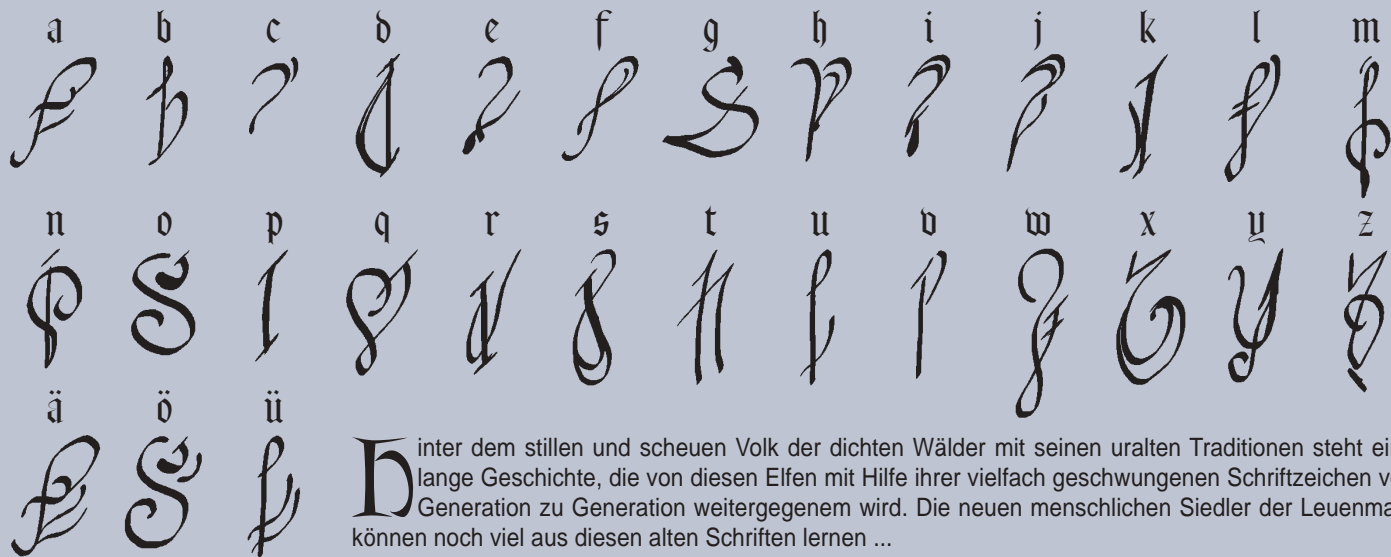 a b c d e f g h i j k l m
n o p q r s t u v w x y z
ä ö ü
Hinter dem stillen und scheuen Volk der dichten Wälder mit seinen uralten Traditionen steht ei
lange Geschichte, die von diesen Elfen mit Hilfe ihrer vielfach geschwungenen Schriftzeichen v
Generation zu Generation weitergegenem wird. Die neuen menschlichen Siedler der Leuenma
können noch viel aus diesen alten Schriften lernen ...